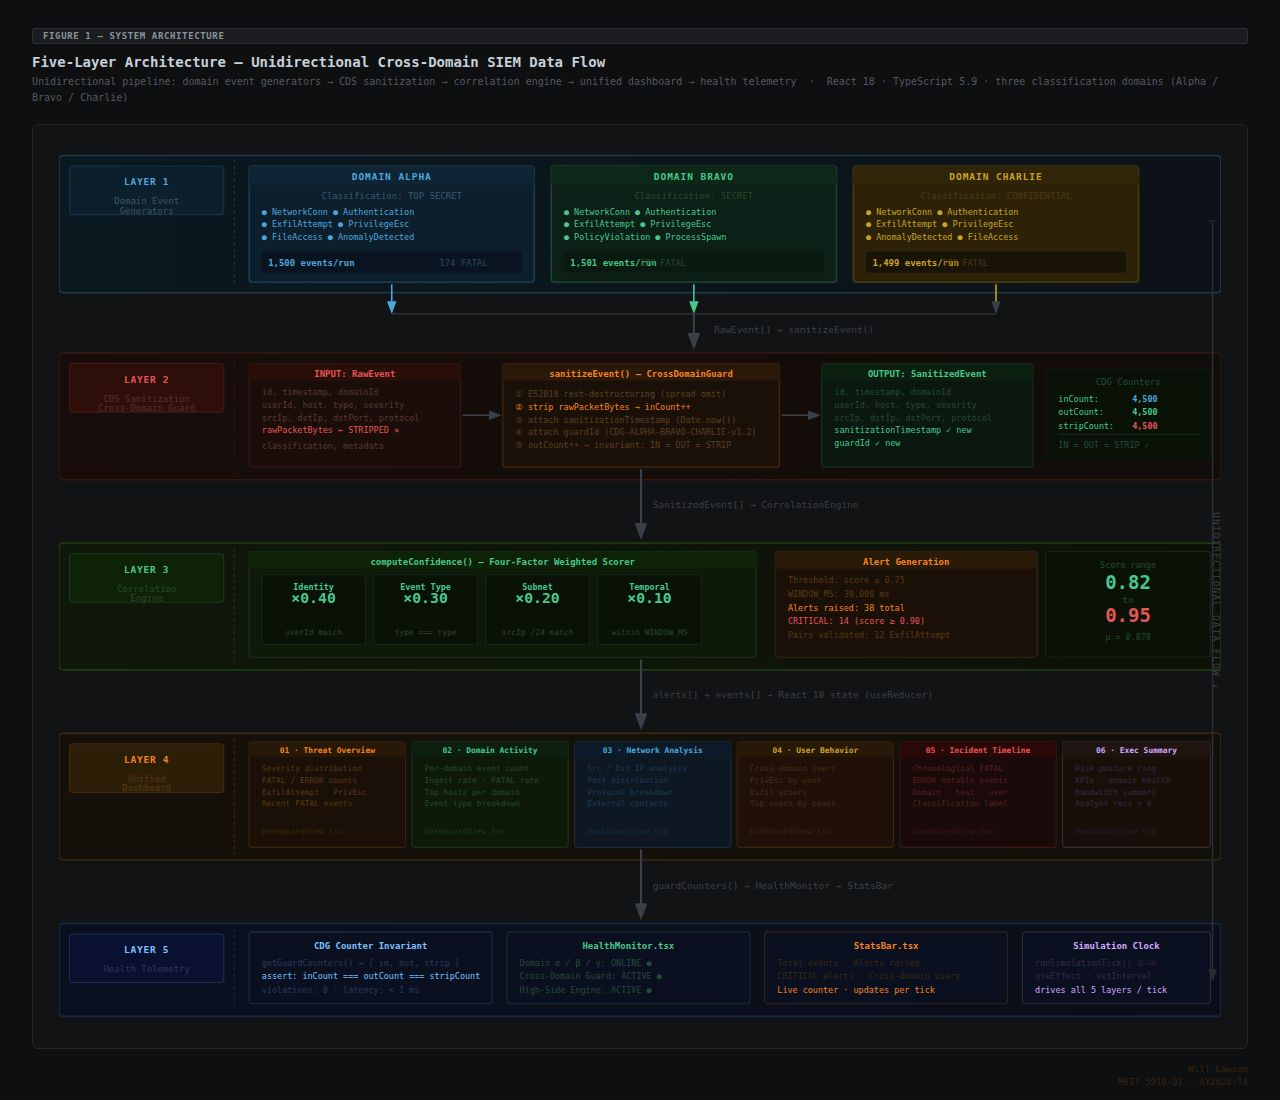 FIGURE 1 — SYSTEM ARCHITECTURE
Five-Layer Architecture — Unidirectional Cross-Domain SIEM Data Flow
Unidirectional pipeline: domain event generators → CDS sanitization → correlation engine → unified dashboard → health telemetry · React 18 · TypeScript 5.9 · three classification domains (Alpha /
Bravo / Charlie)
LAYER 1
Domain Event
Generators
DOMAIN ALPHA
Classification: TOP SECRET
● NetworkConn ● Authentication
● ExfilAttempt ● PrivilegeEsc
● FileAccess ● AnomalyDetected
1,500 events/run
174 FATAL
DOMAIN BRAVO
Classification: SECRET
● NetworkConn ● Authentication
● ExfilAttempt ● PrivilegeEsc
● PolicyViolation ● ProcessSpawn
1,501 events/run
FATAL
DOMAIN CHARLIE
Classification: CONFIDENTIAL
● NetworkConn ● Authentication
● ExfilAttempt ● PrivilegeEsc
● AnomalyDetected ● FileAccess
1,499 events/run
FATAL
RawEvent[] → sanitizeEvent()
LAYER 2
CDS Sanitization
Cross-Domain Guard
INPUT: RawEvent
id, timestamp, domainId
userId, host, type, severity
srcIp, dstIp, dstPort, protocol
rawPacketBytes ← STRIPPED ✕
classification, metadata
sanitizeEvent() — CrossDomainGuard
① ES2018 rest-destructuring (spread omit)
② strip rawPacketBytes → inCount++
③ attach sanitizationTimestamp (Date.now())
④ attach guardId (CDG-ALPHA-BRAVO-CHARLIE-v1.2)
⑤ outCount++ → invariant: IN = OUT = STRIP
OUTPUT: SanitizedEvent
id, timestamp, domainId
userId, host, type, severity
srcIp, dstIp, dstPort, protocol
sanitizationTimestamp ✓ new
guardId ✓ new
CDG Counters
inCount: 4,500
outCount: 4,500
stripCount: 4,500
IN = OUT = STRIP ✓
SanitizedEvent[] → CorrelationEngine
LAYER 3
Correlation
Engine
computeConfidence() — Four-Factor Weighted Scorer
Identity
×0.40
userId match
Event Type
×0.30
type === type
Subnet
×0.20
srcIp /24 match
Temporal
×0.10
within WINDOW_MS
Alert Generation
Threshold: score ≥ 0.75
WINDOW_MS: 30,000 ms
Alerts raised: 38 total
CRITICAL: 14 (score ≥ 0.90)
Pairs validated: 12 ExfilAttempt
Score range
0.82
to
0.95
μ = 0.878
UNIDIRECTIONAL DATA FLOW ↓
alerts[] + events[] → React 18 state (useReducer)
LAYER 4
Unified
Dashboard
01 · Threat Overview
Severity distribution
FATAL / ERROR counts
ExfilAttempt · PrivEsc
Recent FATAL events
DashboardView.tsx
02 · Domain Activity
Per-domain event count
Ingest rate · FATAL rate
Top hosts per domain
Event type breakdown
DashboardView.tsx
03 · Network Analysis
Src / Dst IP analysis
Port distribution
Protocol breakdown
External contacts
DashboardView.tsx
04 · User Behavior
Cross-domain users
PrivEsc by user
Exfil actors
Top users by count
DashboardView.tsx
05 · Incident Timeline
Chronological FATAL
ERROR notable events
Domain · host · user
Classification label
DashboardView.tsx
06 · Exec Summary
Risk posture ring
KPIs · domain health
Bandwidth summary
Analyst recs × 4
DashboardView.tsx
guardCounters{} → HealthMonitor → StatsBar
LAYER 5
Health Telemetry
CDG Counter Invariant
getGuardCounters() → { in, out, strip }
assert: inCount === outCount === stripCount
violations: 0 · latency: < 1 ms
HealthMonitor.tsx
Domain α / β / γ: ONLINE ●
Cross-Domain Guard: ACTIVE ●
High-Side Engine: ACTIVE ●
StatsBar.tsx
Total events · Alerts raised
CRITICAL alerts · Cross-domain users
Live counter · updates per tick
Simulation Clock
runSimulationTick() ①–⑦
useEffect · setInterval
drives all 5 layers / tick
Will Lawson
MSIT 5910-01 · AY2026-T4